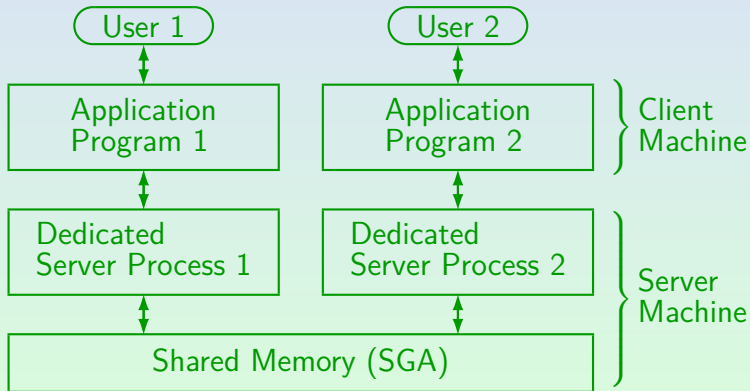 User 1
User 2
Application
Program 1
Application
Program 2
Client
Machine
Dedicated
Server Process 1
Dedicated
Server Process 2
Server
Machine
Shared Memory (SGA)